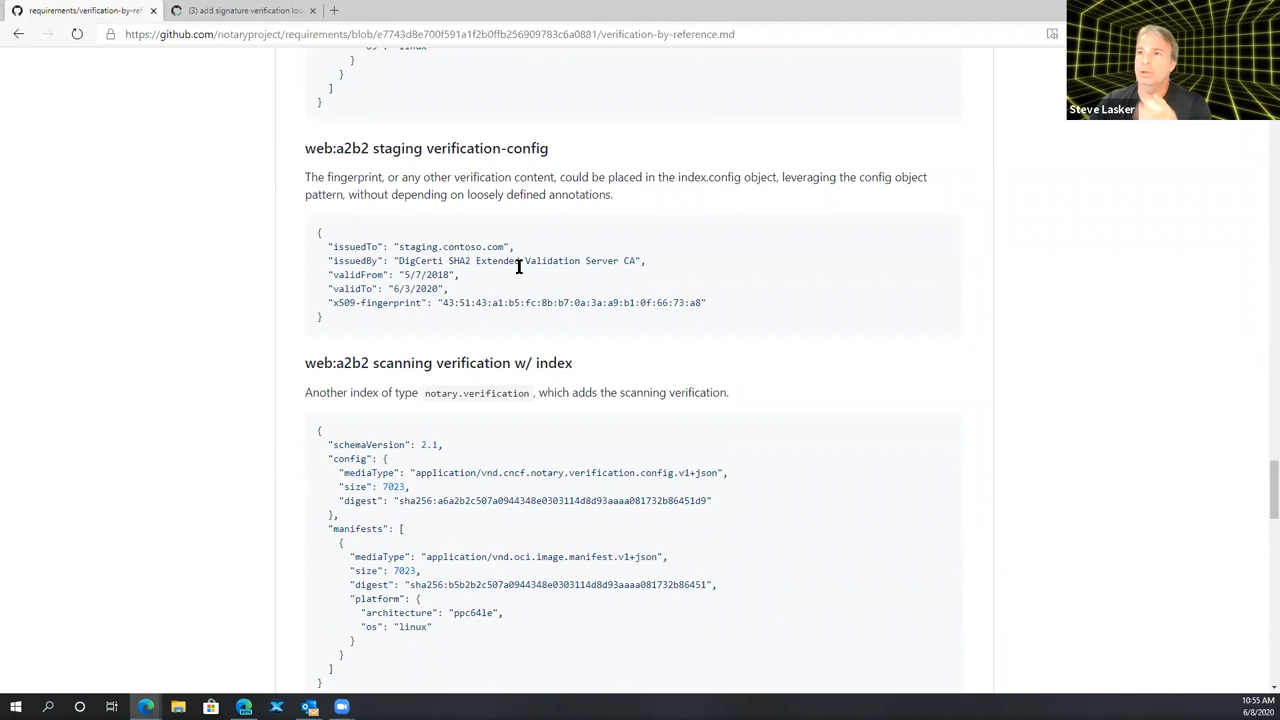 requirements/verification-by-ref
(3) add signature verification loc
https://github.com/notaryproject/requirements/blob/e7743d8e700f591a1f2b0ffb256909783c6a0881/verification-by-reference.md
Steve Lasker
"os": "linux"
}
}
]
}
web:a2b2 staging verification-config
The fingerprint, or any other verification content, could be placed in the index.config object, leveraging the config object
pattern, without depending on loosely defined annotations.
{
"issuedTo": "staging.contoso.com",
"issuedBy": "DigCerti SHA2 Extended Validation Server CA",
"validFrom": "5/7/2018",
"validTo": "6/3/2020",
"x509-fingerprint": "43:51:43:a1:b5:fc:8b:b7:0a:3a:a9:b1:0f:66:73:a8"
}
web:a2b2 scanning verification w/ index
Another index of type notary.verification, which adds the scanning verification.
{
"schemaVersion": 2.1,
"config": {
"mediaType": "application/vnd.cncf.notary.verification.config.v1+json",
"size": 7023,
"digest": "sha256:a6a2b2c507a0944348e0303114d8d93aaaa081732b86451d9"
},
"manifests": [
{
"mediaType": "application/vnd.oci.image.manifest.v1+json",
"size": 7023,
"digest": "sha256:b5b2b2c507a0944348e0303114d8d93aaaa081732b86451",
"platform": {
"architecture": "ppc64le",
"os": "linux"
}
}
]
}
10:55 AM
6/8/2020